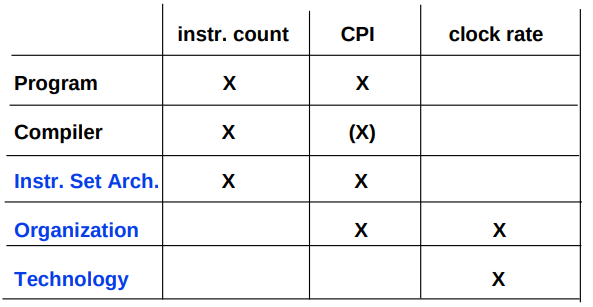 instr. count CPI clock rate
Program X X
Compiler X (X)
Instr. Set Arch. X X
Organization X X
Technology X